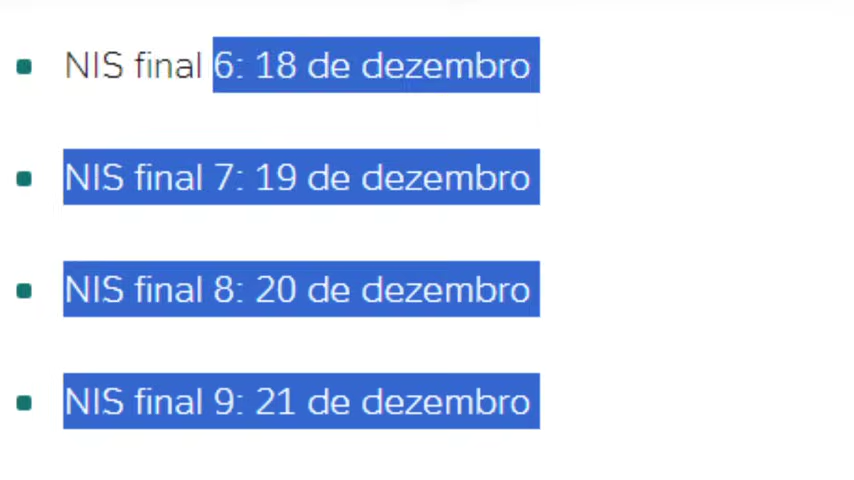 NIS final 6: 18 de dezembro
NIS final 7: 19 de dezembro
NIS final 8: 20 de dezembro
NIS final 9: 21 de dezembro